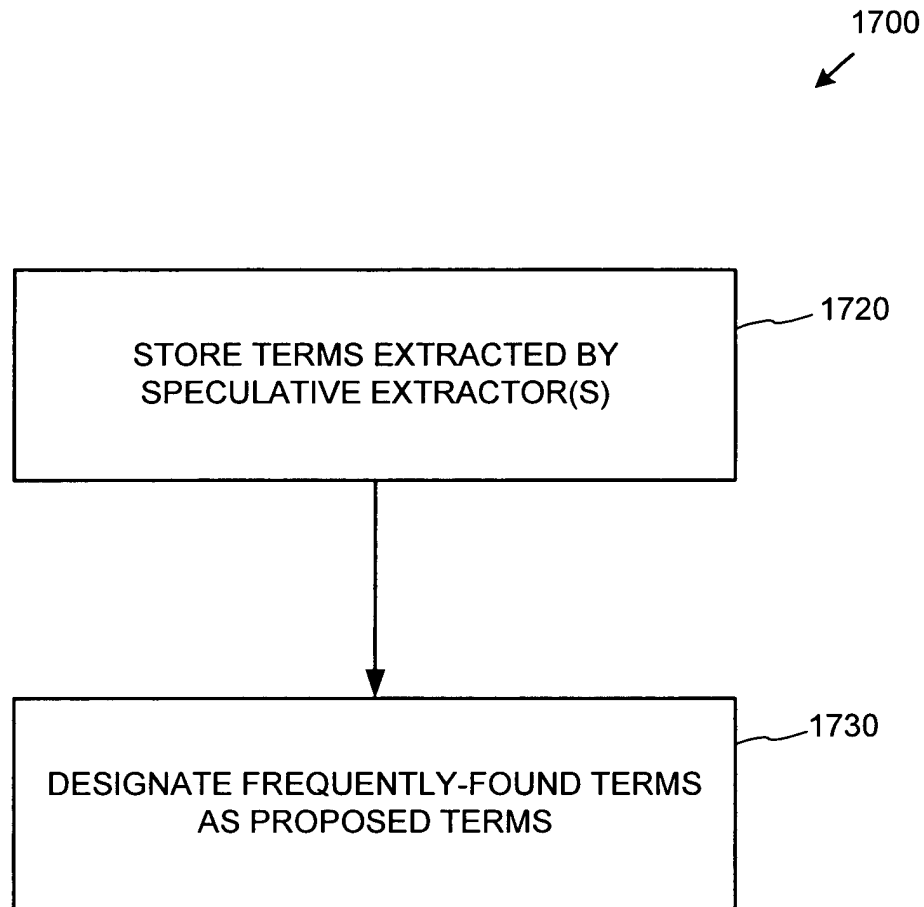 1700
STORE TERMS EXTRACTED BY
SPECULATIVE EXTRACTOR(S)
1720
DESIGNATE FREQUENTLY-FOUND TERMS
AS PROPOSED TERMS
1730